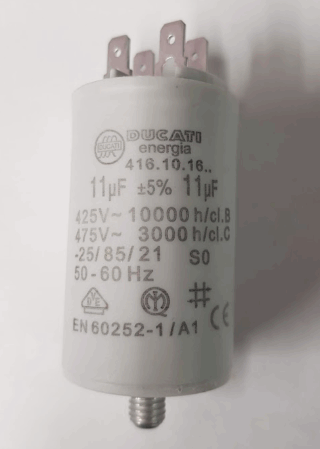 DUCATI
energia
416.10.16..
11µF ±5% 11µF
425V~ 10000 h/cl.B
475V~ 3000 h/cl.C
-25/85/21 S0
50-60 Hz
EN 60252-1/A1 CE